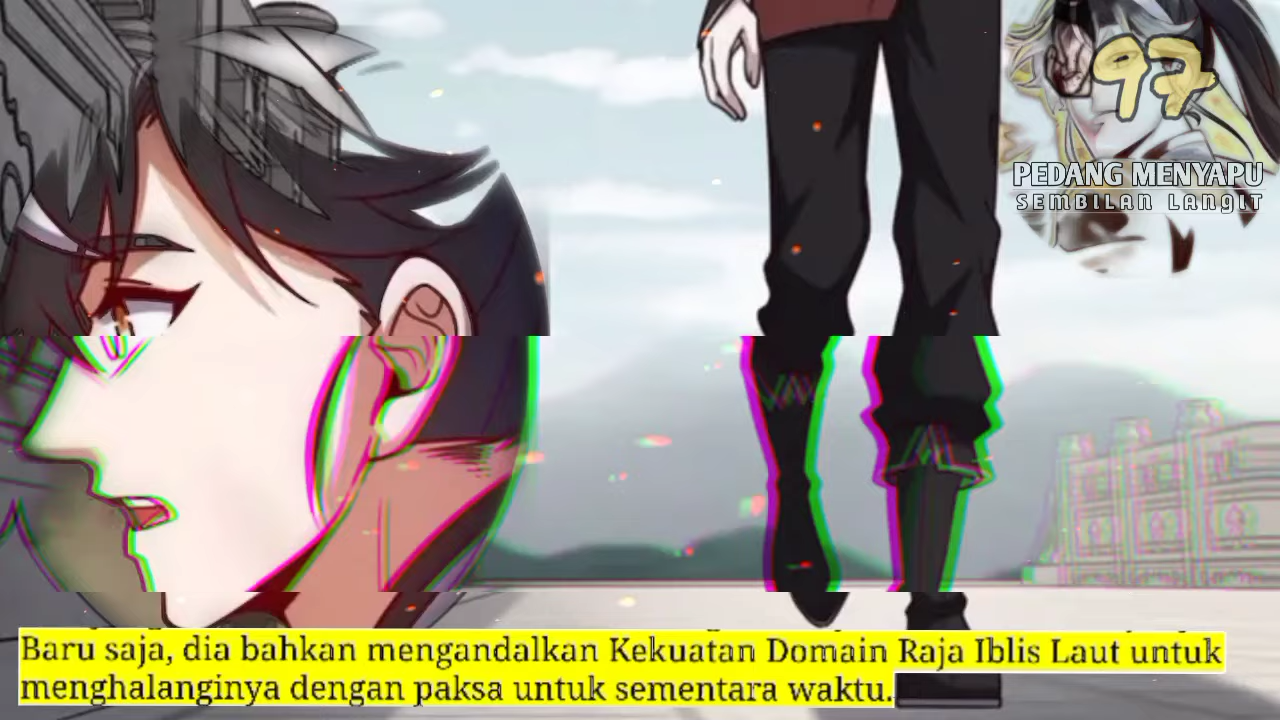 97
PEDANG MENYAPU
SEMBILAN LANGIT
Baru saja, dia bahkan mengandalkan Kekuatan Domain Raja Iblis Laut untuk
menghalanginya dengan paksa untuk sementara waktu.